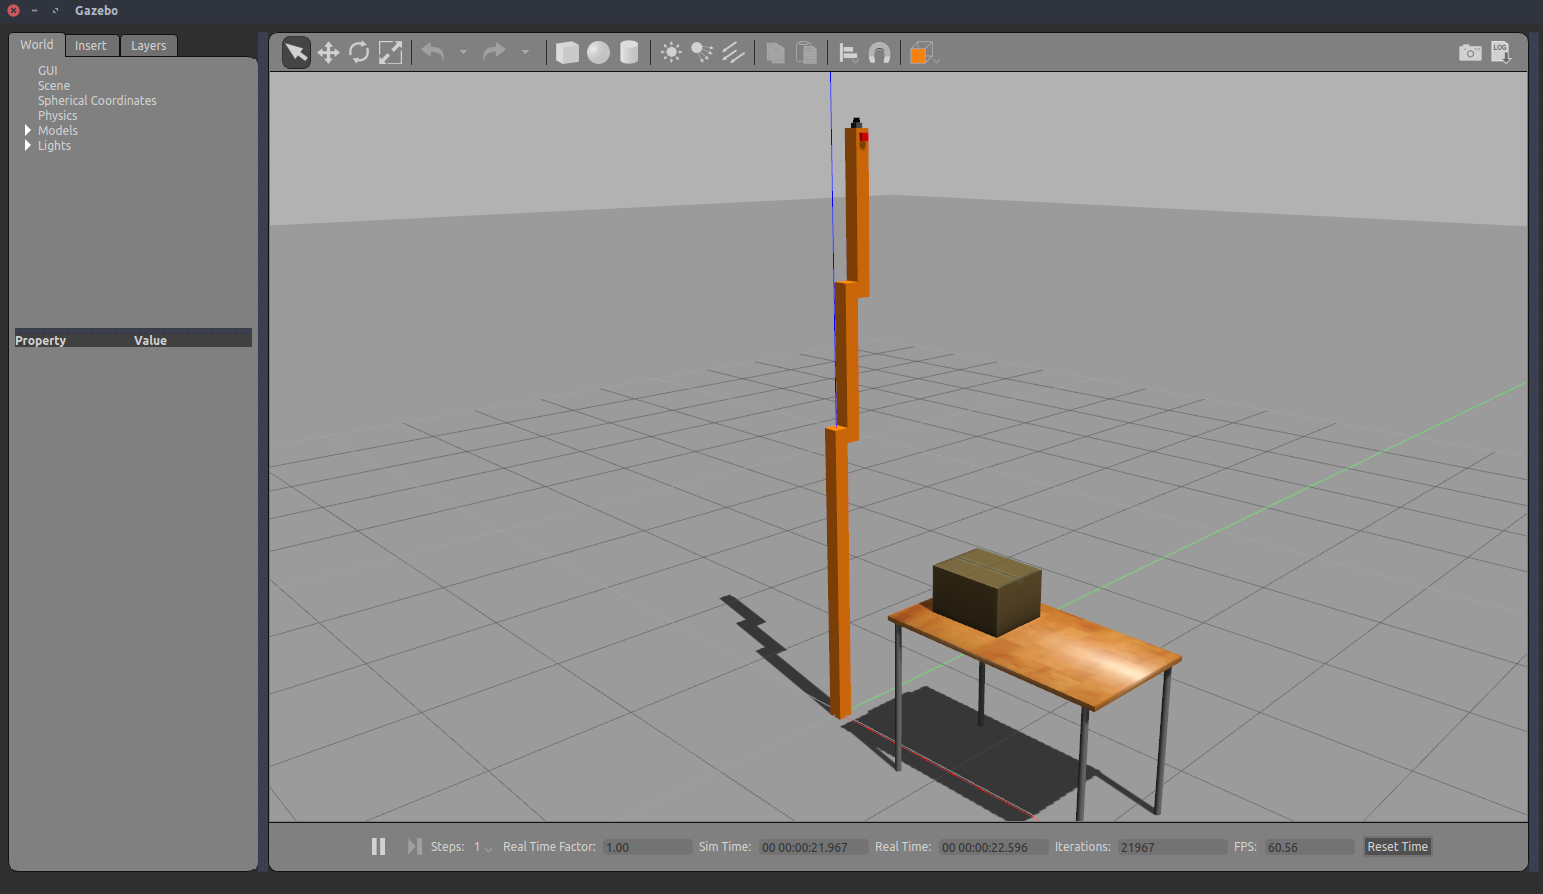 Gazebo
World Insert Layers
LOG
GUI
Scene
Spherical Coordinates
Physics
Models
Lights
Property Value
Steps: 1 Real Time Factor: 1.00 Sim Time: 00 00:00:21.967 Real Time: 00 00:00:22.596 Iterations: 21967 FPS: 60.56 Reset Time